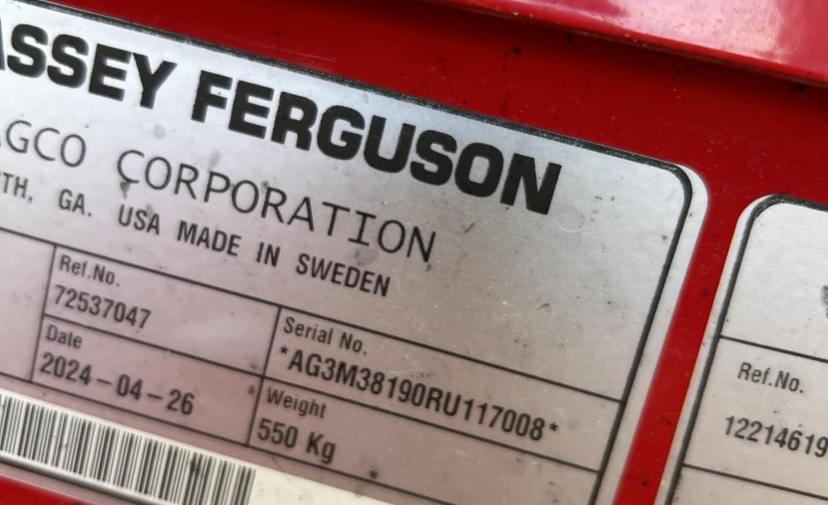 ASSEY FERGUSON
AGCO CORPORATION
TH, GA. USA MADE IN SWEDEN
Ref.No.
72537047
Date
2024-04-26
Serial No.
*AG3M38190RU117008*
Weight
550 Kg
Ref.No.
12214619